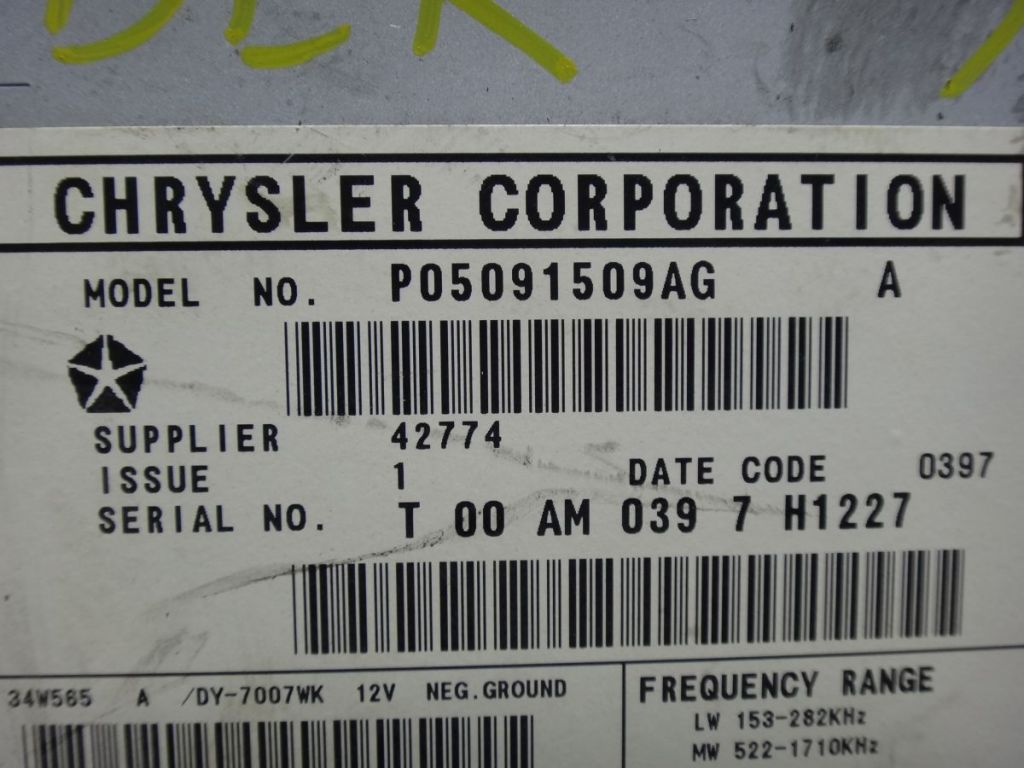 CHRYSLER CORPORATION
MODEL NO. P05091509AG A
SUPPLIER 42774
ISSUE 1 DATE CODE 0397
SERIAL NO. T 00 AM 039 7 H1227
34W565 A /DY-7007WK 12V NEG.GROUND
FREQUENCY RANGE
LW 153-282KHz
MW 522-1710KHz